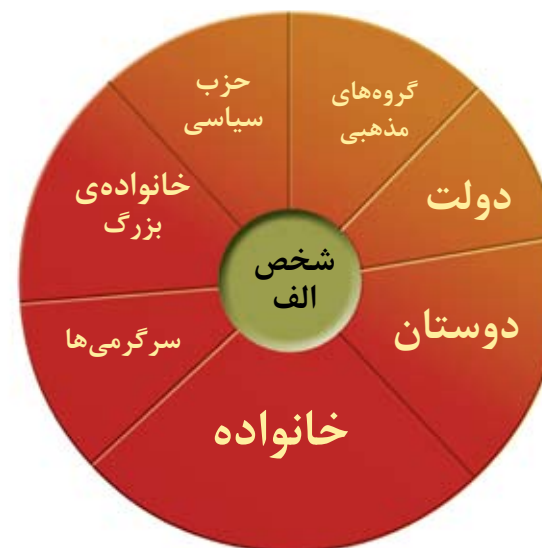 حزب
سیاسی
گروه‌های
مذهبی
خانواده‌ی
بزرگ
دولت
شخص
الف
سرگرمی‌ها
دوستان
خانواده